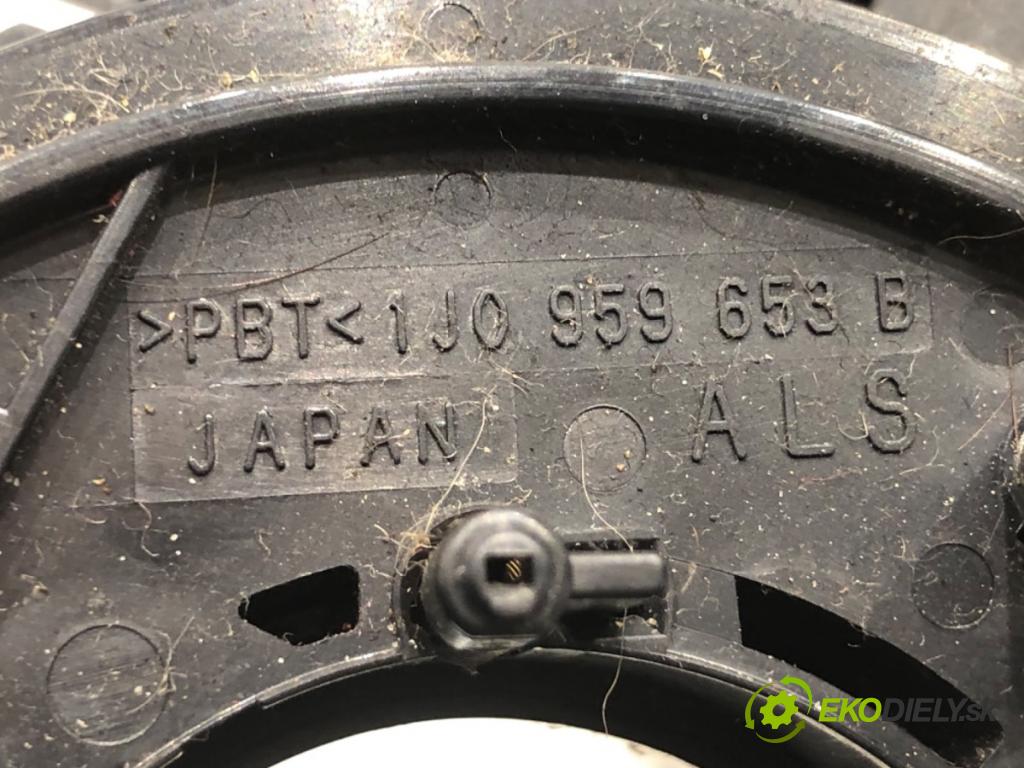 >PBT< 1J0 959 653 B
JAPAN ALS
EKODIELY.sk